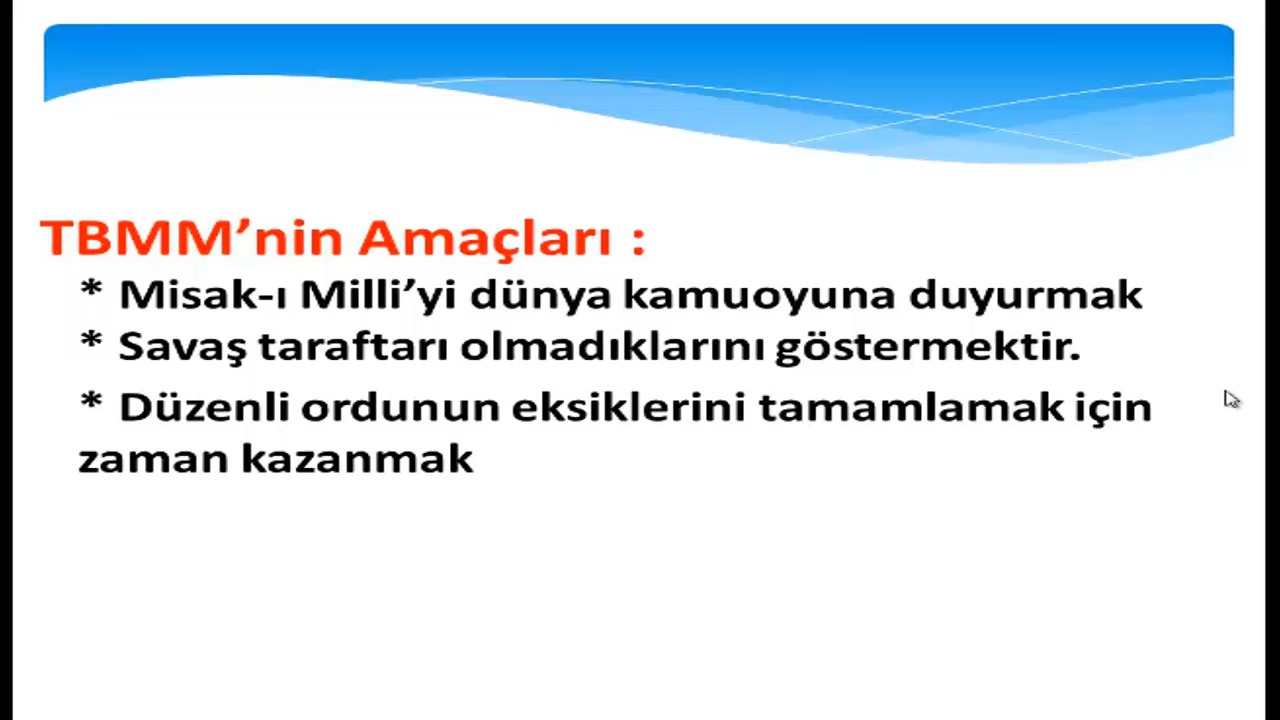 TBMM’nin Amaçları :
* Misak-ı Milli’yi dünya kamuoyuna duyurmak
* Savaş taraftarı olmadıklarını göstermektir.
* Düzenli ordunun eksiklerini tamamlamak için
zaman kazanmak